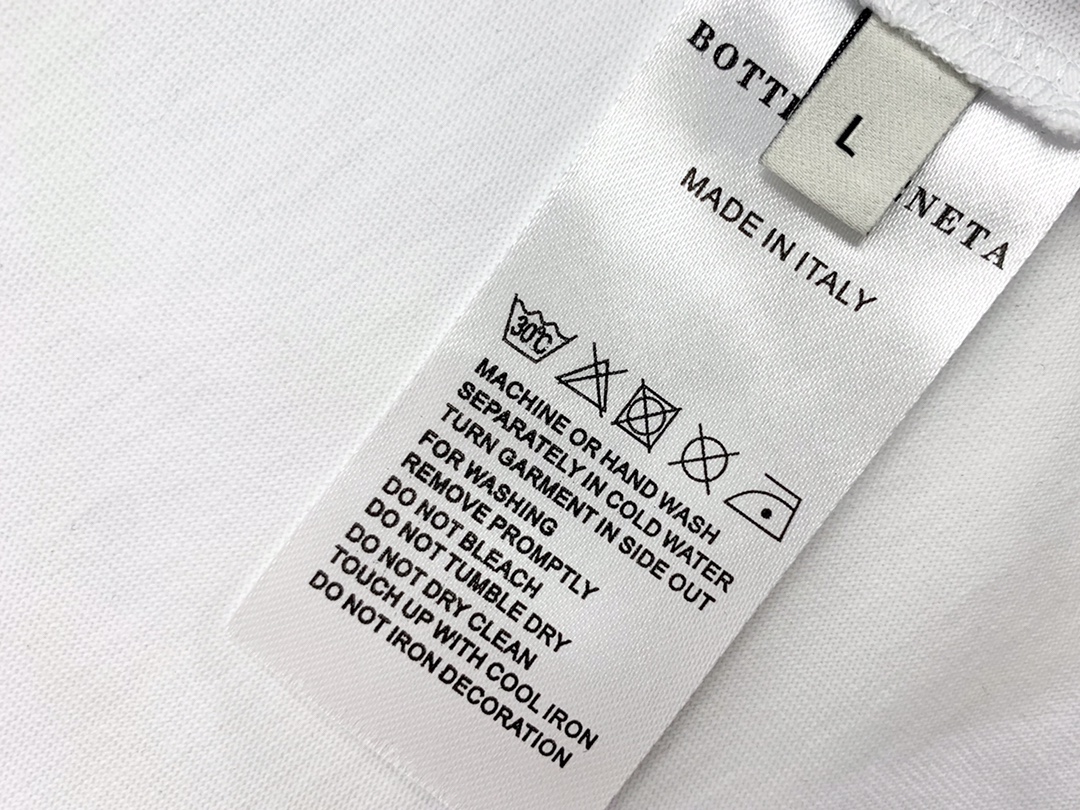 BOTTE NETA
L
MADE IN ITALY
30℃
MACHINE OR HAND WASH
SEPARATELY IN COLD WATER
TURN GARMENT IN SIDE OUT
FOR WASHING
REMOVE PROMPTLY
DO NOT BLEACH
DO NOT TUMBLE DRY
DO NOT DRY CLEAN
TOUCH UP WITH COOL IRON
DO NOT IRON DECORATION